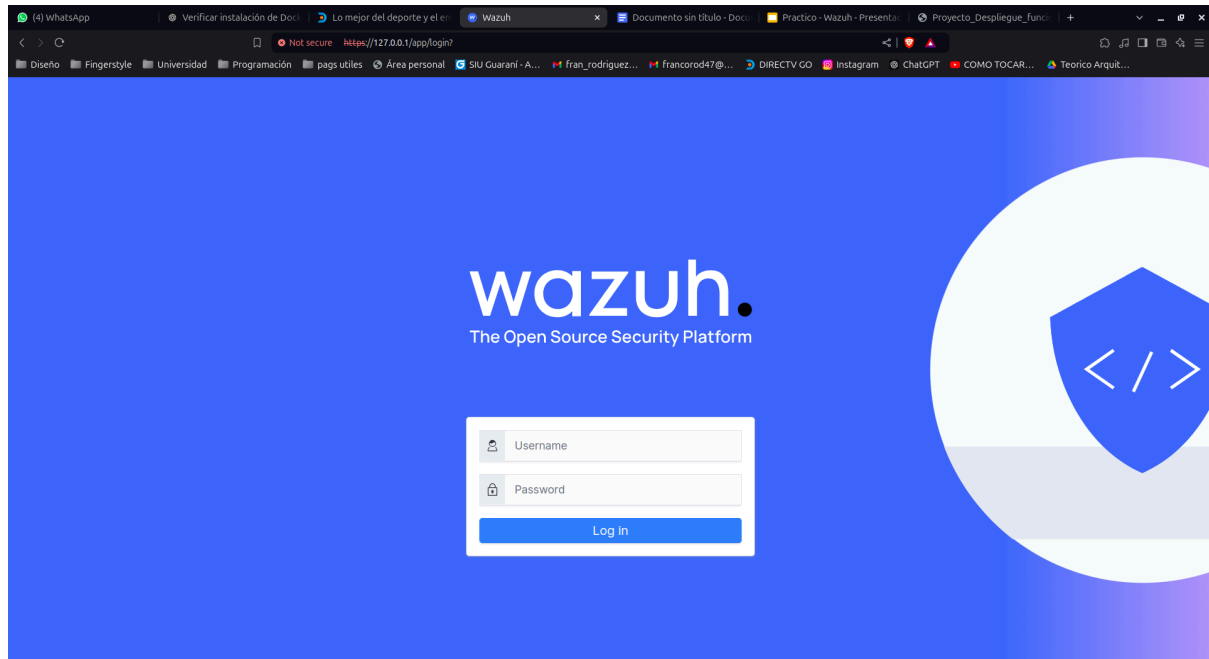 (4) WhatsApp
Verificar instalación de Doc
Lo mejor del deporte y el en
Wazuh
Documento sin título - Docu
Practico - Wazuh - Presentac
Proyecto_Despliegue_func
Not secure https://127.0.0.1/app/login?
Diseño Fingerstyle Universidad Programación pags utiles Área personal SIU Guaraní - A... fran_rodriguez... francorod47@... DIRECTV GO Instagram ChatGPT COMO TOCAR... Teorico Arquit...
wazuh.
The Open Source Security Platform
</>
Username
Password
Log in